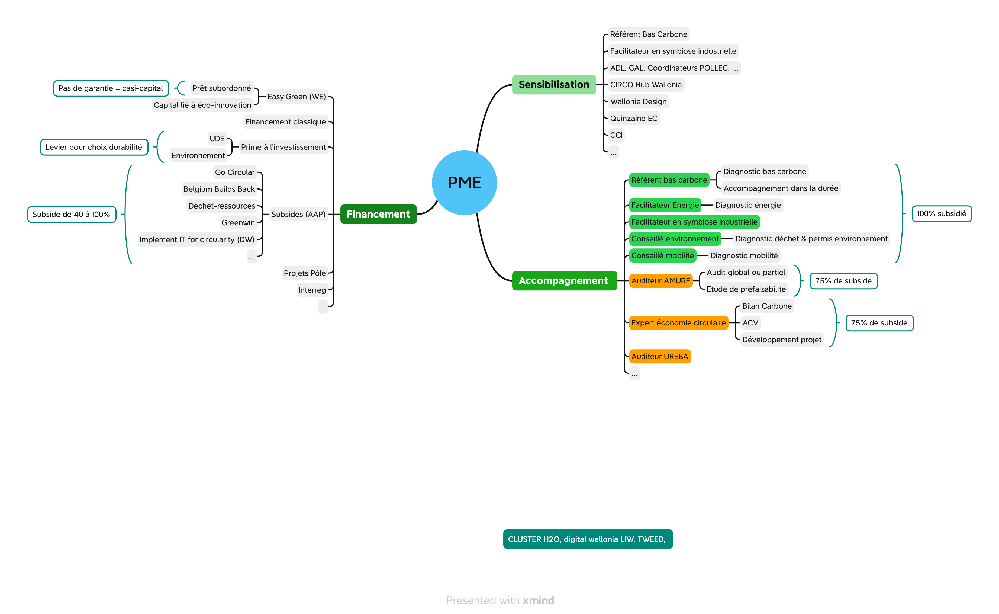 PME
Sensibilisation
Référent Bas Carbone
Facilitateur en symbiose industrielle
ADL, GAL, Coordinateurs POLLEC, ...
CIRCO Hub Wallonia
Wallonie Design
Quinzaine EC
CCI
...
Accompagnement
Référent bas carbone
Diagnostic bas carbone
Accompagnement dans la durée
Facilitateur Energie
Diagnostic énergie
Facilitateur en symbiose industrielle
Conseillé environnement
Diagnostic déchet & permis environnement
Conseillé mobilité
Diagnostic mobilité
100% subsidié
Auditeur AMURE
Audit global ou partiel
Etude de préfaisabilité
75% de subside
Expert économie circulaire
Bilan Carbone
ACV
Développement projet
75% de subside
Auditeur UREBA
...
Financement
Easy'Green (WE)
Prêt subordonné
Pas de garantie = casi-capital
Capital lié à éco-innovation
Financement classique
Prime à l'investissement
UDE
Environnement
Levier pour choix durabilité
Subsides (AAP)
Go Circular
Belgium Builds Back
Déchet-ressources
Greenwin
Implement IT for circularity (DW)
...
Subside de 40 à 100%
Projets Pôle
Interreg
...
CLUSTER H2O, digital wallonia LIW, TWEED,
Presented with xmind